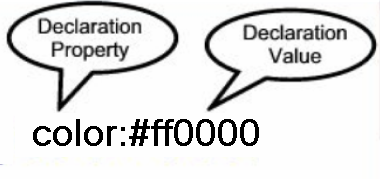 Declaration
Property
Declaration
Value
color:#ff0000